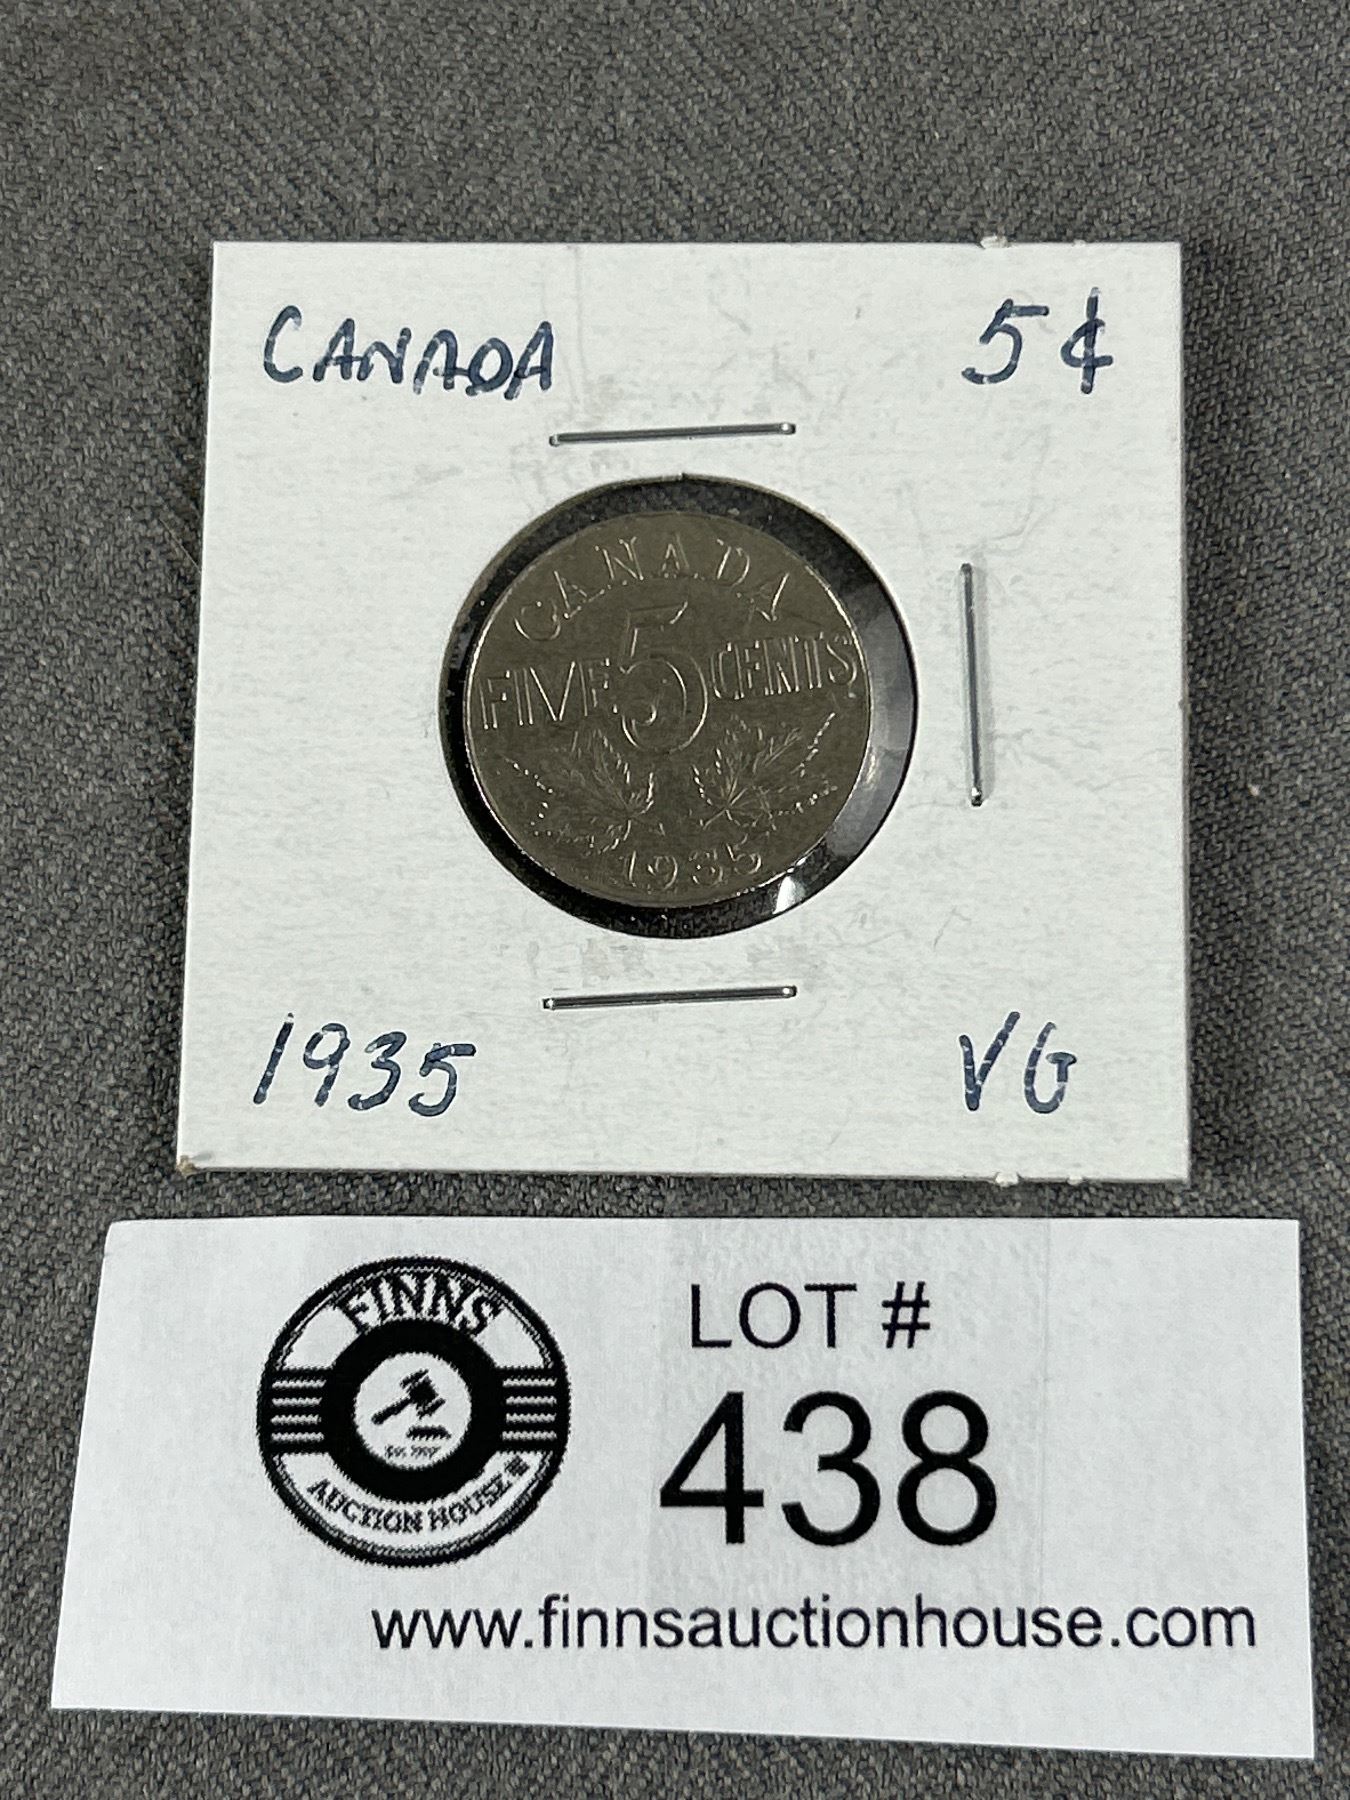 CANADA 5¢
CANADA
FIVE 5 CENTS
1935
1935 VG
FINNS
AUCTION HOUSE
LOT #
438
www.finnsauctionhouse.com